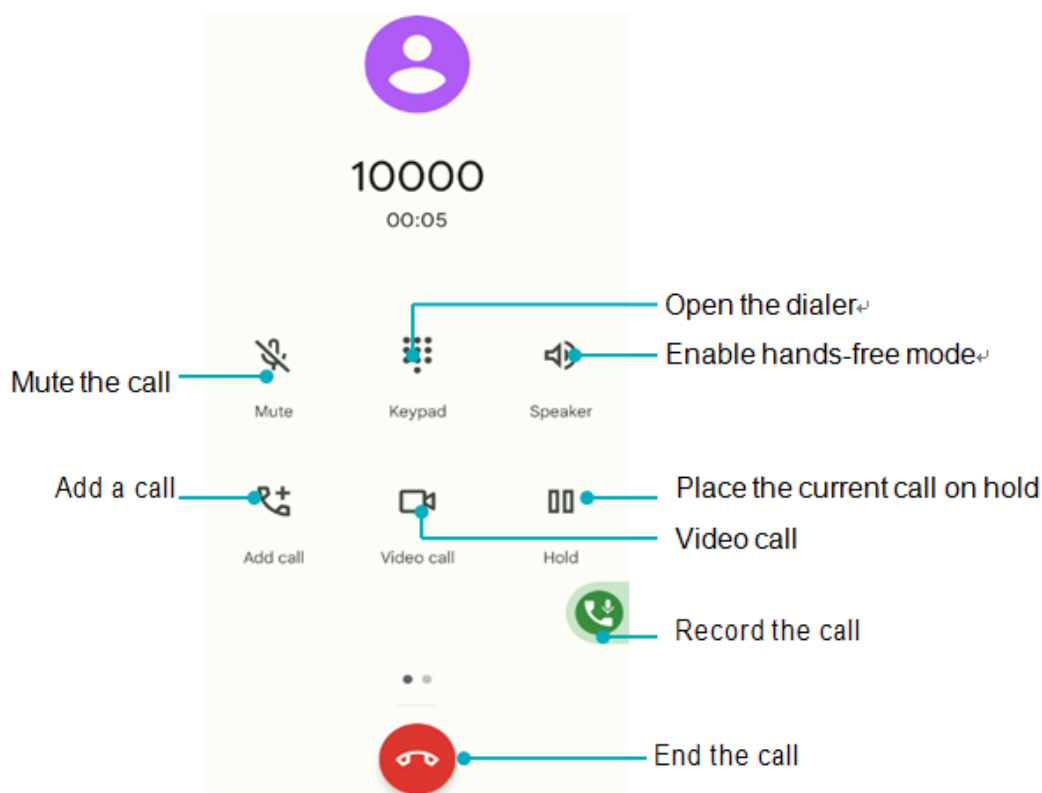 10000
00:05
Open the dialer
Enable hands-free mode
Mute the call
Mute
Keypad
Speaker
Add a call
Place the current call on hold
Video call
Add call
Video call
Hold
Record the call
End the call